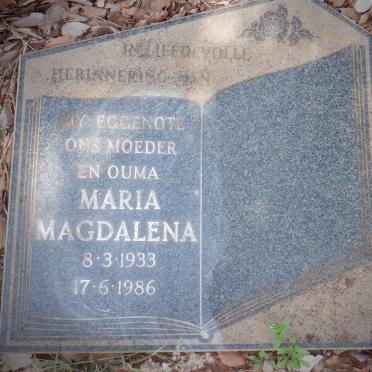 IN LIEFDEVOLLE
HERINNERING AAN
MY EGGENOTE
ONS MOEDER
EN OUMA
MARIA
MAGDALENA
8·3·1933
17·6·1986